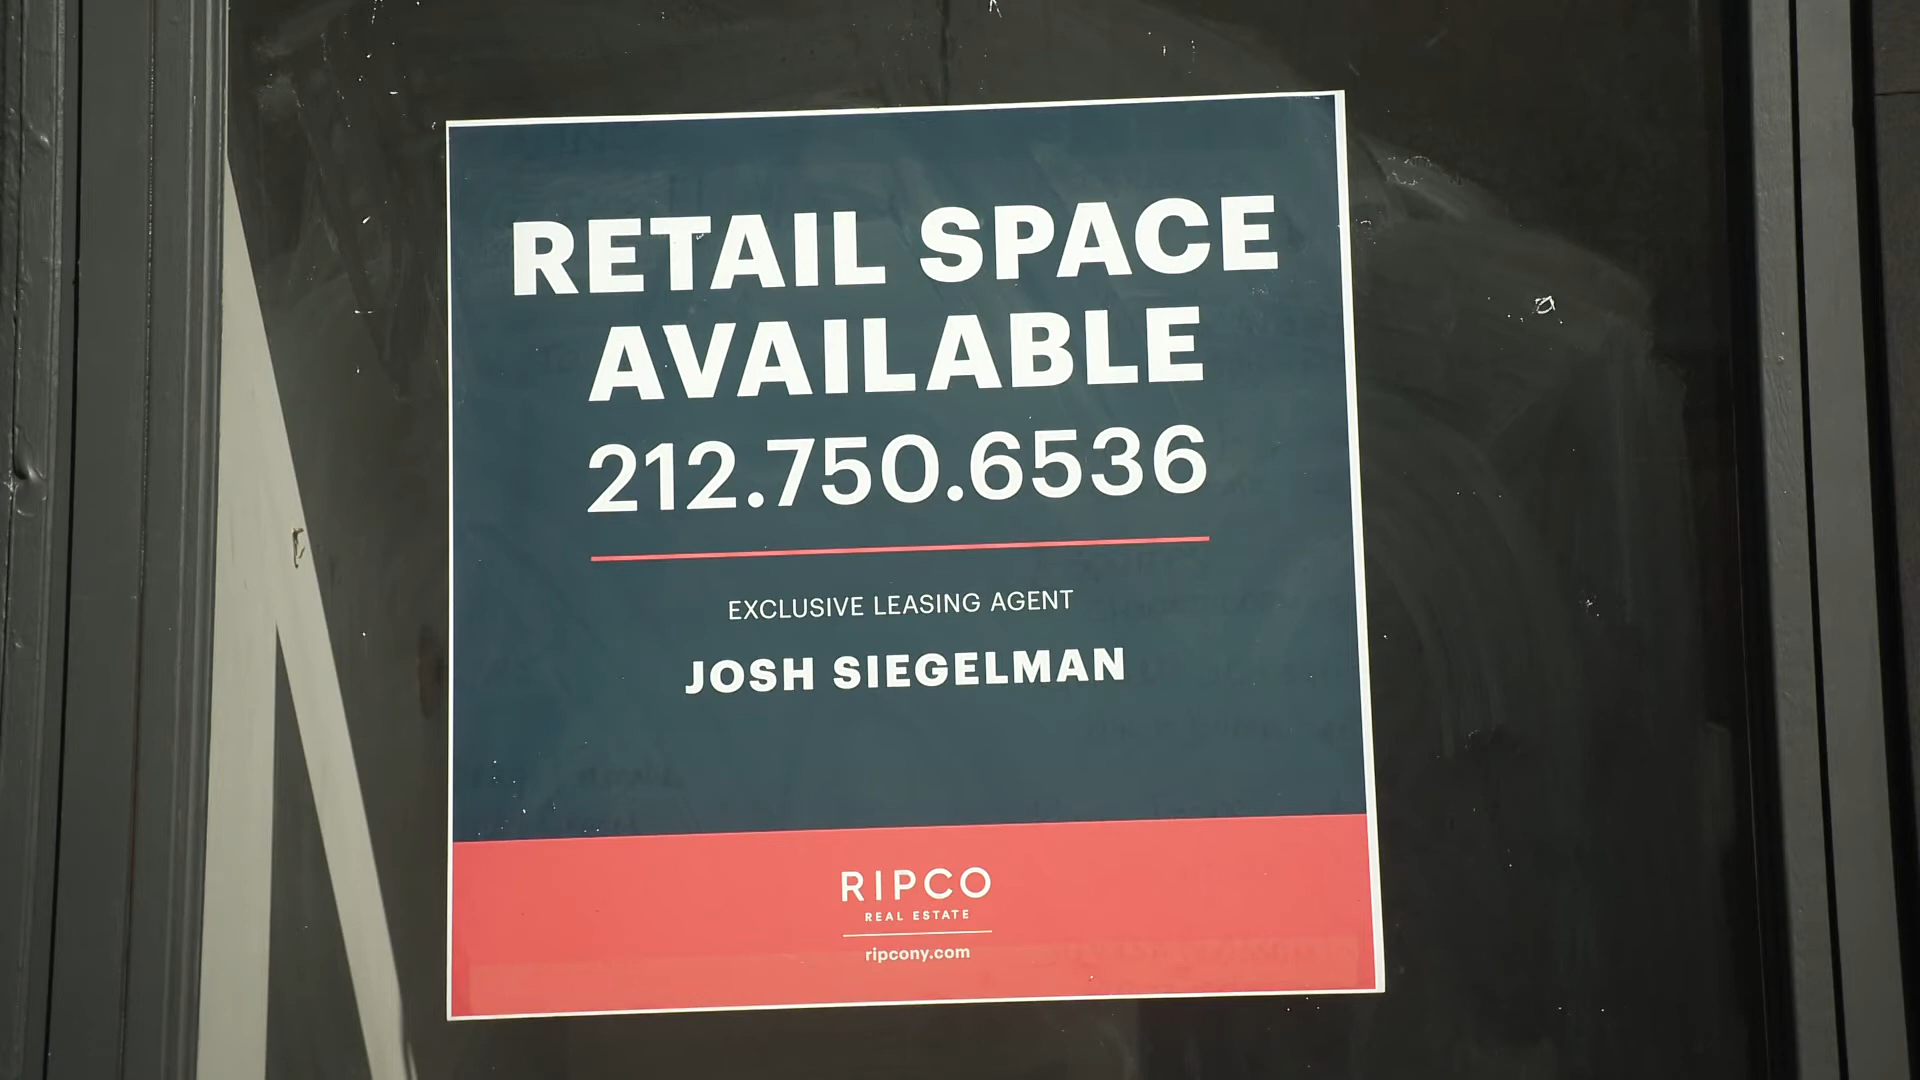 RETAIL SPACE
AVAILABLE
212.750.6536
EXCLUSIVE LEASING AGENT
JOSH SIEGELMAN
RIPCO
REAL ESTATE
ripcony.com